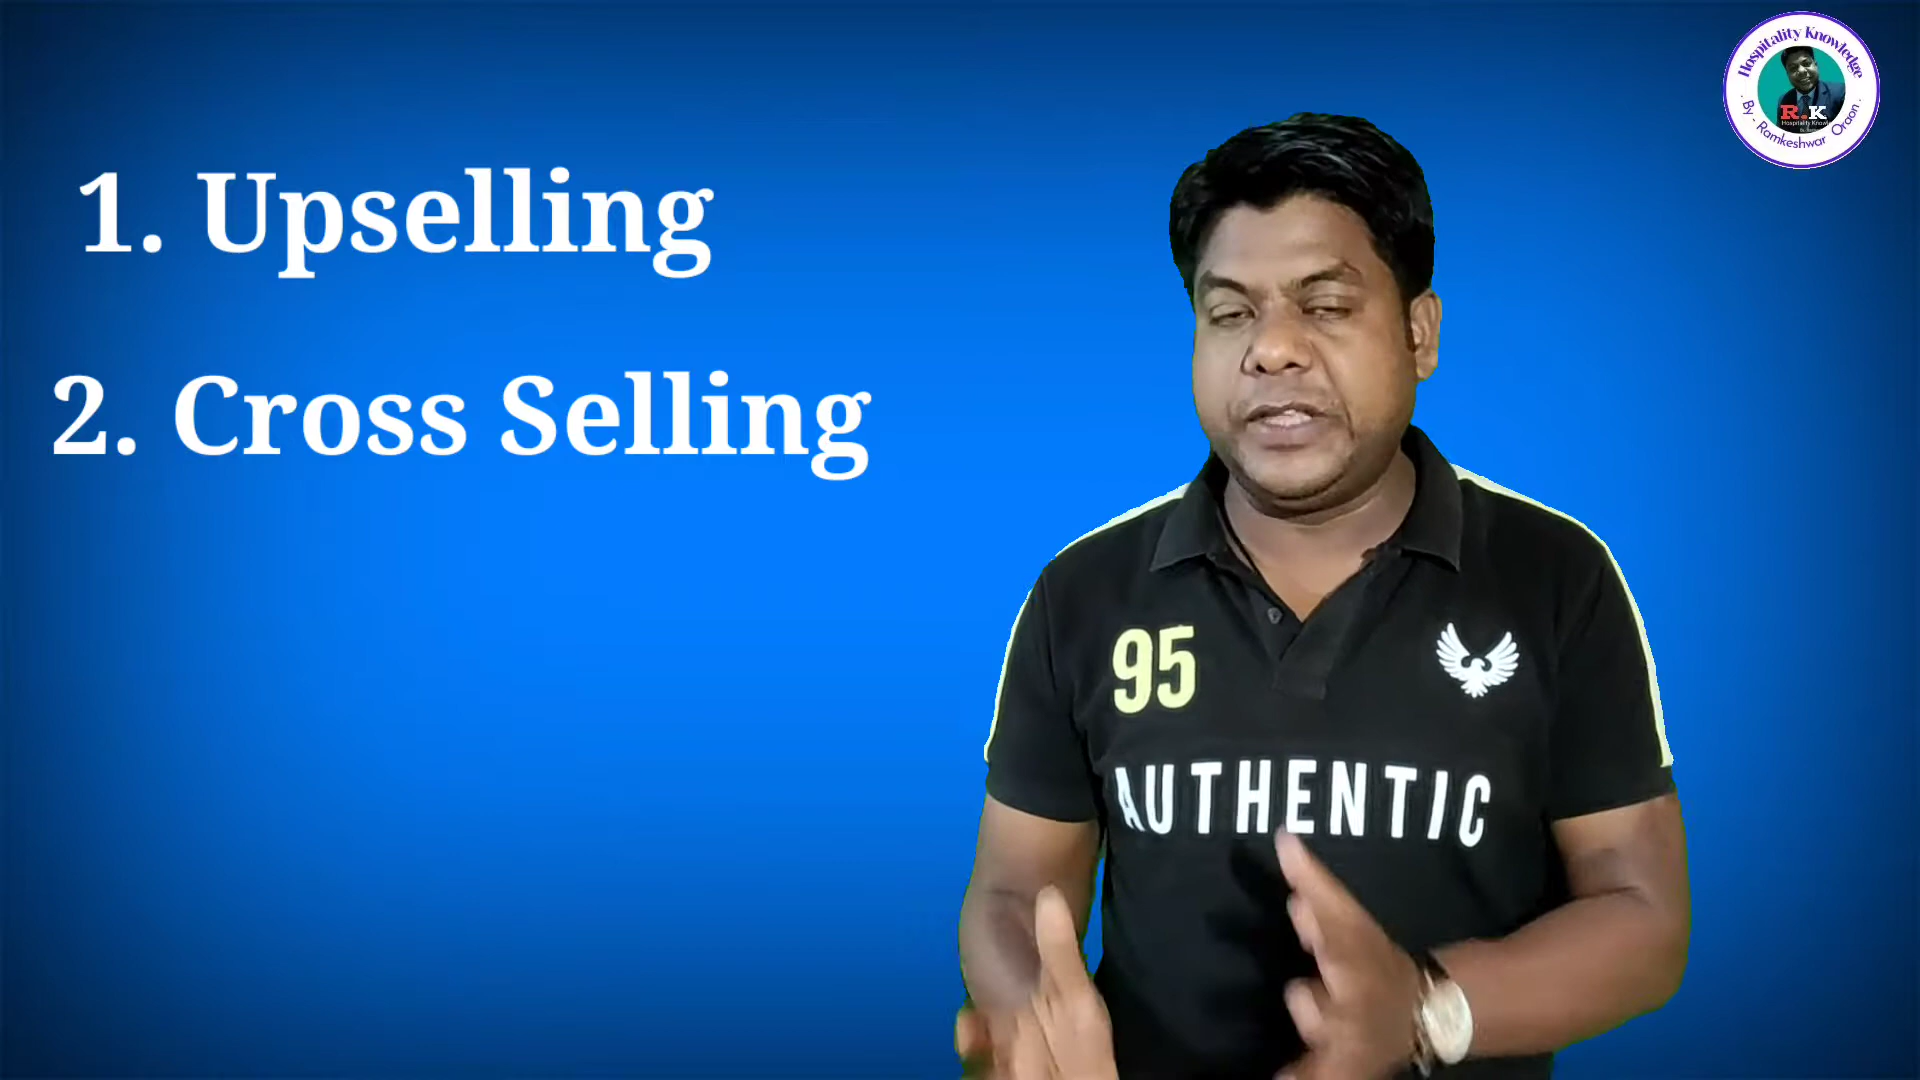 1. Upselling
2. Cross Selling
95
AUTHENTIC
Hospitality Knowledge
R.K
By - Ramkeshwar Oraon